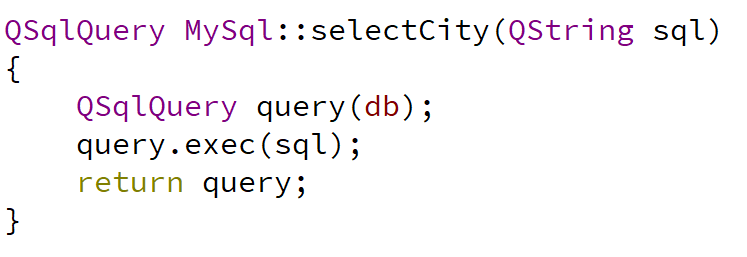 QSqlQuery MySql::selectCity(QString sql)
{
    QSqlQuery query(db);
    query.exec(sql);
    return query;
}